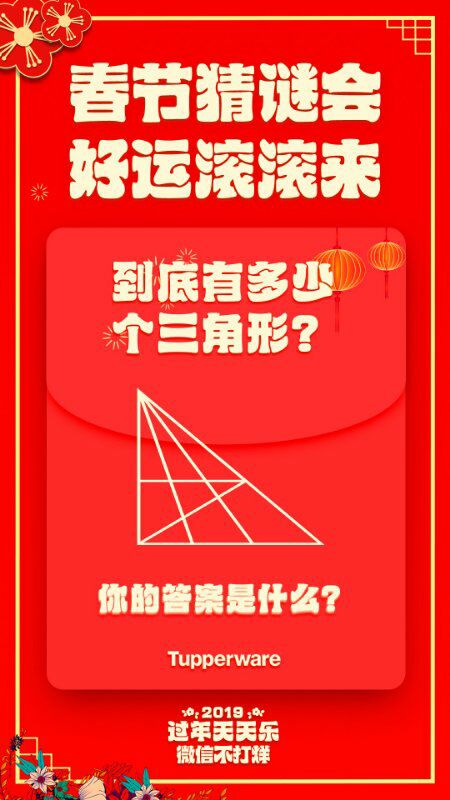 春节猜谜会
好运滚滚来
到底有多少
个三角形？
你的答案是什么？
Tupperware
2019
过年天天乐
微信不打烊